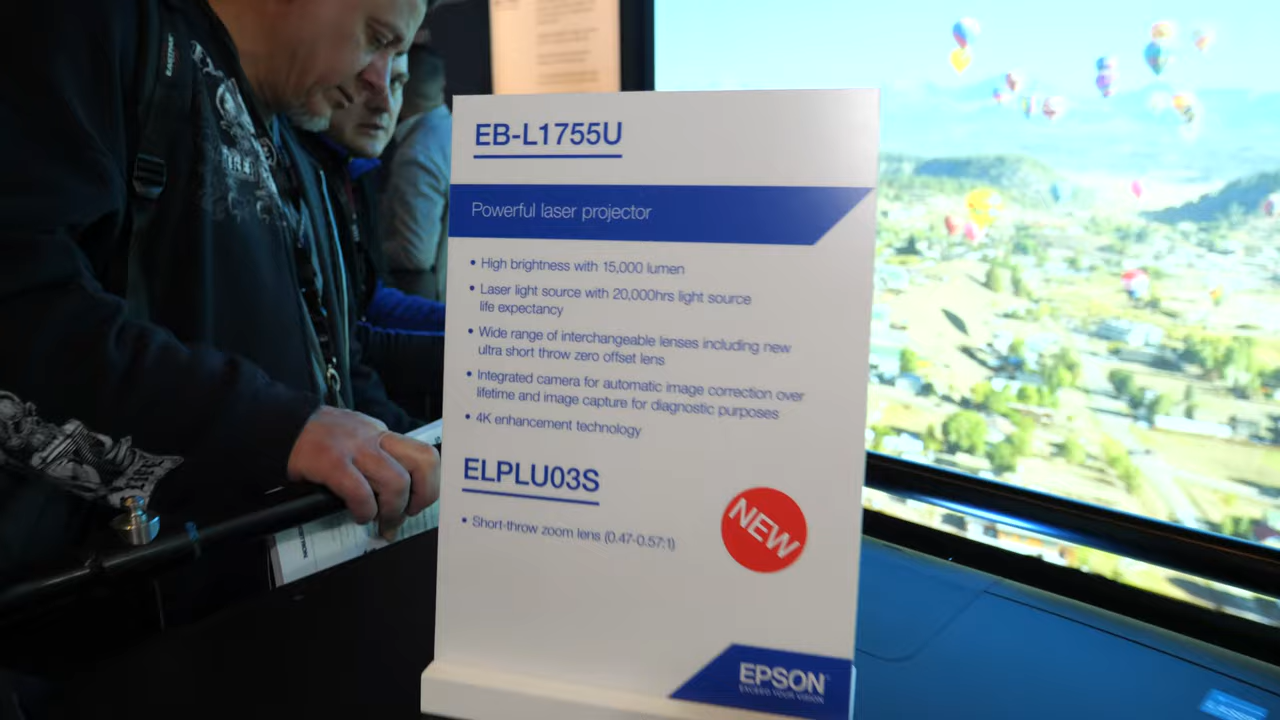 EASTPAK
EB-L1755U
Powerful laser projector
• High brightness with 15,000 lumen
• Laser light source with 20,000hrs light source
life expectancy
• Wide range of interchangeable lenses including new
ultra short throw zero offset lens
• Integrated camera for automatic image correction over
lifetime and image capture for diagnostic purposes
• 4K enhancement technology
ELPLU03S
• Short-throw zoom lens (0.47-0.57:1)
NEW
EPSON
EXCEED YOUR VISION